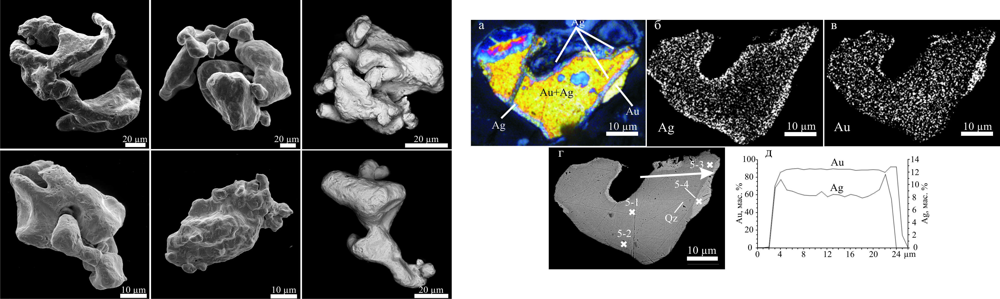 20 µm
20 µm
20 µm
10 µm
10 µm
20 µm
а
Ag
Au+Ag
Au
Ag
10 µm
б
Ag
10 µm
в
Au
10 µm
г
5-3
5-4
5-1
Qz
5-2
10 µm
д
Au
Ag
Au, мас. %
100
80
60
40
20
0
Ag, мас. %
14
12
10
8
6
4
2
0
0 4 8 12 16 20 24 µm